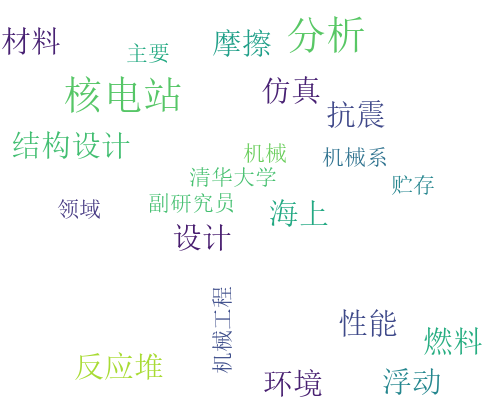 分析
材料
主要
摩擦
核电站
仿真
抗震
结构设计
机械
机械系
清华大学
贮存
副研究员
领域
海上
设计
机械工程
性能
燃料
反应堆
环境
浮动